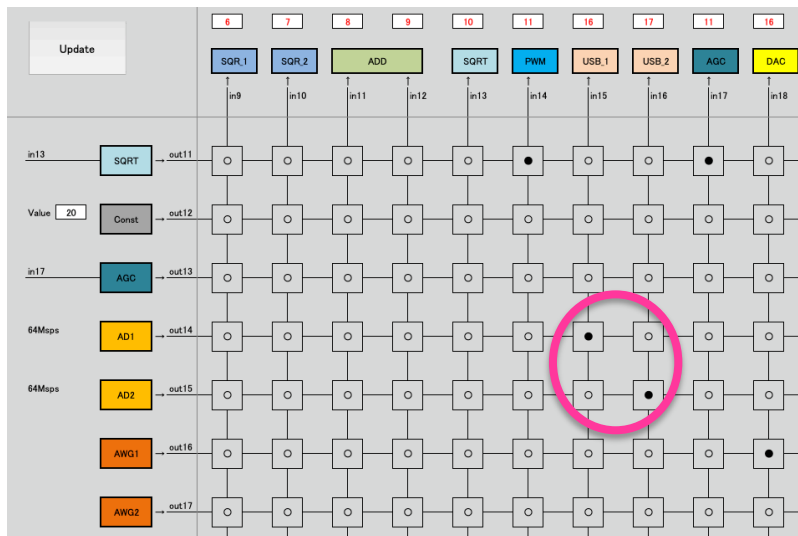 6 7 8 9 10 11 16 17 11 16
Update
SQR_1 SQR_2 ADD SQRT PWM USB_1 USB_2 AGC DAC
in9 in10 in11 in12 in13 in14 in15 in16 in17 in18
in13 SQRT out11
Value 20 Const out12
in17 AGC out13
64Msps AD1 out14
64Msps AD2 out15
AWG1 out16
AWG2 out17